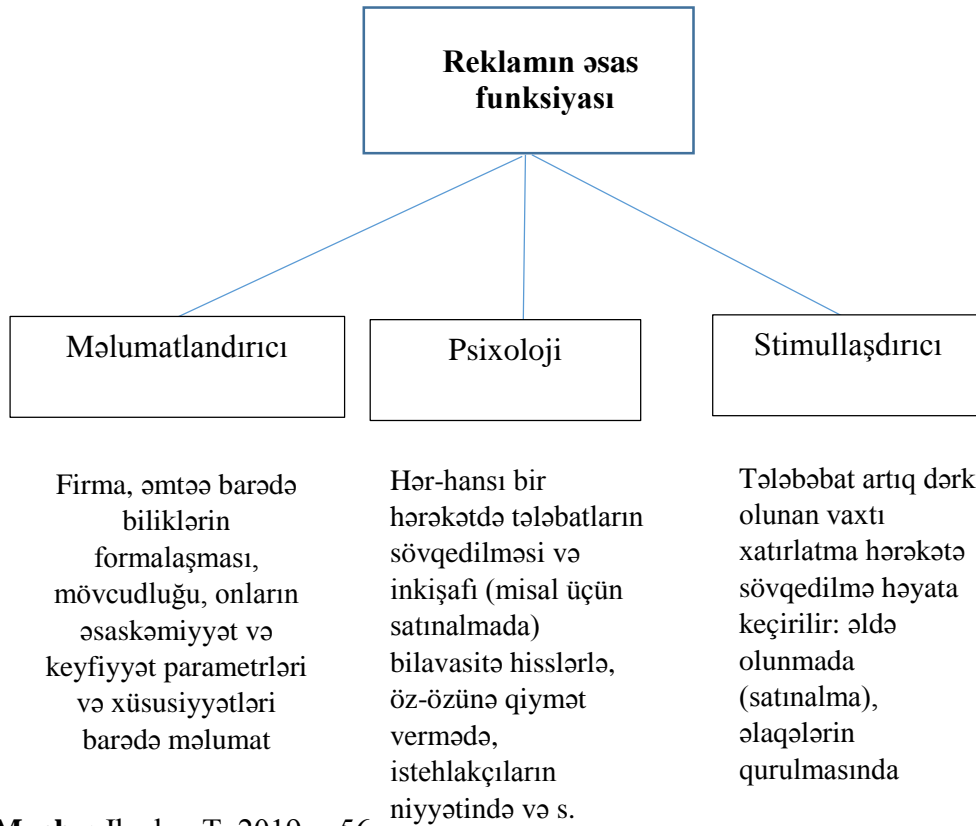 Reklamın əsas
funksiyası
Məlumatlandırıcı
Psixoloji
Stimullaşdırıcı
Firma, əmtəə barədə
biliklərin
formalaşması,
mövcudluğu, onların
əsaskəmiyyət və
keyfiyyət parametrləri
və xüsusiyyətləri
barədə məlumat
Hər-hansı bir
hərəkətdə tələbatların
sövqedilməsi və
inkişafı (misal üçün
satınalmada)
bilavasitə hisslərlə,
öz-özünə qiymət
vermədə,
istehlakçıların
niyyətində və s.
Tələbəbat artıq dərk
olunan vaxtı
xatırlatma hərəkətə
sövqedilmə həyata
keçirilir: əldə
olunmada
(satınalma),
əlaqələrin
qurulmasında